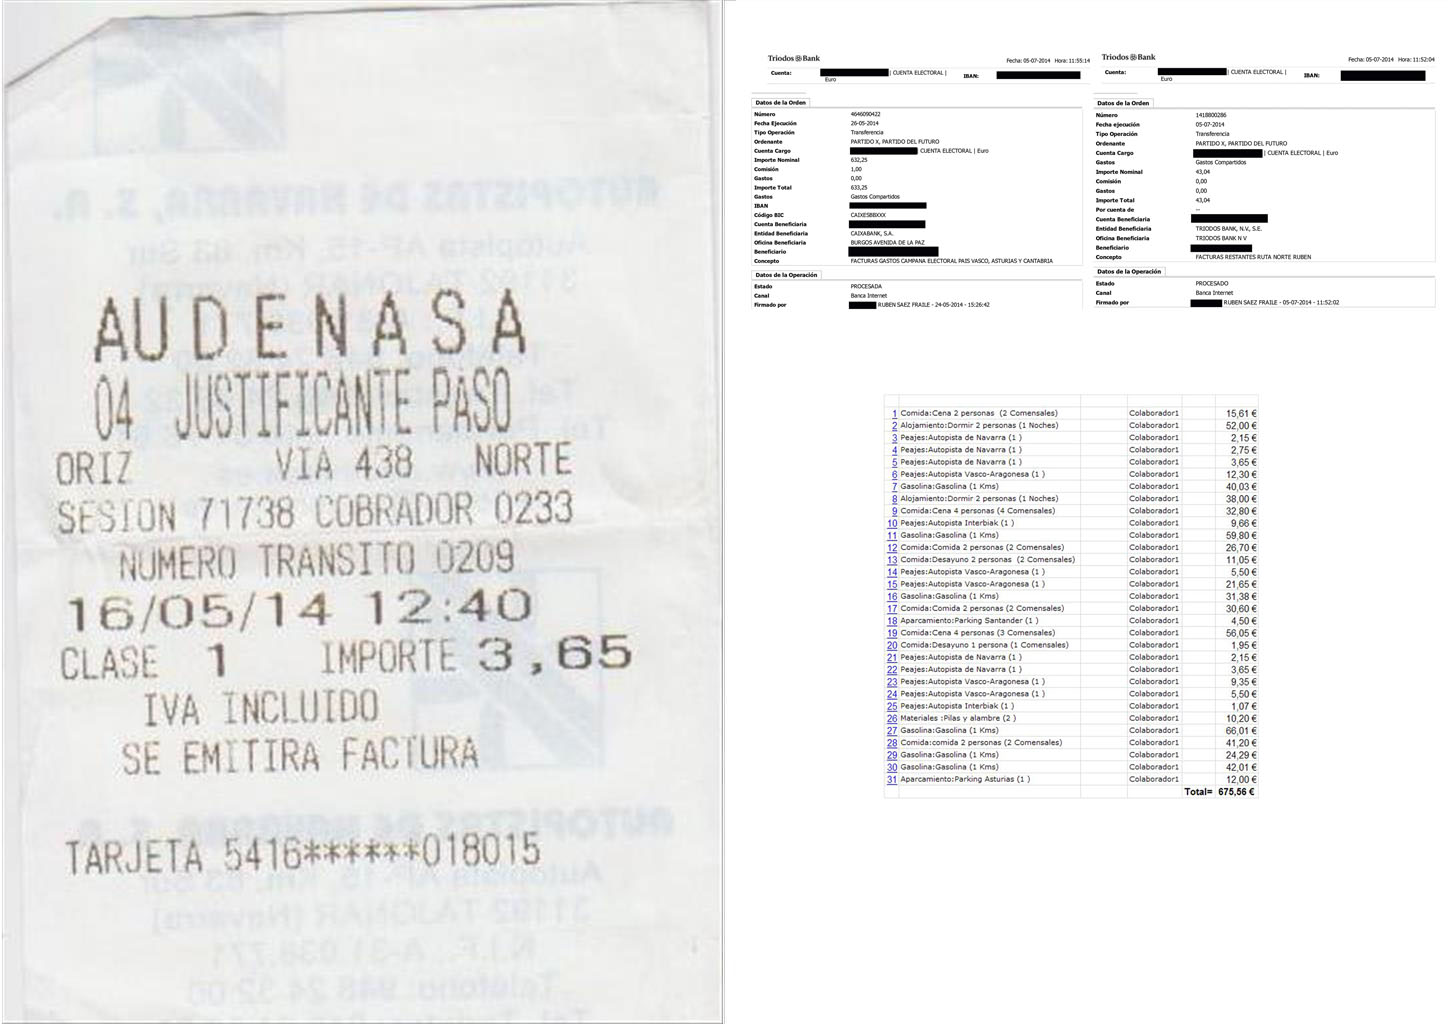 AUDENASA
04 JUSTIFICANTE PASO
ORIZ VIA 438 NORTE
SESION 71738 COBRADOR 0233
NUMERO TRANSITO 0209
16/05/14 12:40
CLASE 1 IMPORTE 3,65
IVA INCLUIDO
SE EMITIRA FACTURA
TARJETA 5416******018015
Triodos Bank
Fecha: 05-07-2014 Hora: 11:55:14
Cuenta: | CUENTA ELECTORAL | IBAN:
Euro
Datos de la Orden
Número 4646090422
Fecha Ejecución 26-05-2014
Tipo Operación Transferencia
Ordenante PARTIDO X, PARTIDO DEL FUTURO
Cuenta Cargo CUENTA ELECTORAL | Euro
Importe Nominal 632,25
Comisión 1,00
Gastos 0,00
Importe Total 633,25
Gastos Gastos Compartidos
IBAN
Código BIC CAIXESBBXXX
Cuenta Beneficiaria
Entidad Beneficiaria CAIXABANK, S.A.
Oficina Beneficiaria BURGOS AVENIDA DE LA PAZ
Beneficiario
Concepto FACTURAS GASTOS CAMPANA ELECTORAL PAIS VASCO, ASTURIAS Y CANTABRIA
Datos de la Operación
Estado PROCESADA
Canal Banca Internet
Firmado por RUBEN SAEZ FRAILE - 24-05-2014 - 15:26:42
Triodos Bank
Fecha: 05-07-2014 Hora: 11:52:04
Cuenta: | CUENTA ELECTORAL | IBAN:
Euro
Datos de la Orden
Número 1418800286
Fecha ejecución 05-07-2014
Tipo Operación Transferencia
Ordenante PARTIDO X, PARTIDO DEL FUTURO
Cuenta Cargo | CUENTA ELECTORAL | Euro
Gastos Gastos Compartidos
Importe Nominal 43,04
Comisión 0,00
Gastos 0,00
Importe Total 43,04
Por cuenta de --
Cuenta Beneficiaria
Entidad Beneficiaria TRIODOS BANK, N.V., S.E.
Oficina Beneficiaria TRIODOS BANK N V
Beneficiario
Concepto FACTURAS RESTANTES RUTA NORTE RUBEN
Datos de la Operación
Estado PROCESADO
Canal Banca Internet
Firmado por RUBEN SAEZ FRAILE - 05-07-2014 - 11:52:02
1 Comida:Cena 2 personas (2 Comensales) Colaborador1 15,61 €
2 Alojamiento:Dormir 2 personas (1 Noches) Colaborador1 52,00 €
3 Peajes:Autopista de Navarra (1 ) Colaborador1 2,15 €
4 Peajes:Autopista de Navarra (1 ) Colaborador1 2,75 €
5 Peajes:Autopista de Navarra (1 ) Colaborador1 3,65 €
6 Peajes:Autopista Vasco-Aragonesa (1 ) Colaborador1 12,30 €
7 Gasolina:Gasolina (1 Kms) Colaborador1 40,03 €
8 Alojamiento:Dormir 2 personas (1 Noches) Colaborador1 38,00 €
9 Comida:Cena 4 personas (4 Comensales) Colaborador1 32,80 €
10 Peajes:Autopista Interbiak (1 ) Colaborador1 9,66 €
11 Gasolina:Gasolina (1 Kms) Colaborador1 59,80 €
12 Comida:Comida 2 personas (2 Comensales) Colaborador1 26,70 €
13 Comida:Desayuno 2 personas (2 Comensales) Colaborador1 11,05 €
14 Peajes:Autopista Vasco-Aragonesa (1 ) Colaborador1 5,50 €
15 Peajes:Autopista Vasco-Aragonesa (1 ) Colaborador1 21,65 €
16 Gasolina:Gasolina (1 Kms) Colaborador1 31,38 €
17 Comida:Comida 2 personas (2 Comensales) Colaborador1 30,60 €
18 Aparcamiento:Parking Santander (1 ) Colaborador1 4,50 €
19 Comida:Cena 4 personas (3 Comensales) Colaborador1 56,05 €
20 Comida:Desayuno 1 persona (1 Comensales) Colaborador1 1,95 €
21 Peajes:Autopista de Navarra (1 ) Colaborador1 2,15 €
22 Peajes:Autopista de Navarra (1 ) Colaborador1 3,65 €
23 Peajes:Autopista Vasco-Aragonesa (1 ) Colaborador1 9,35 €
24 Peajes:Autopista Vasco-Aragonesa (1 ) Colaborador1 5,50 €
25 Peajes:Autopista Interbiak (1 ) Colaborador1 1,07 €
26 Materiales :Pilas y alambre (2 ) Colaborador1 10,20 €
27 Gasolina:Gasolina (1 Kms) Colaborador1 66,01 €
28 Comida:comida 2 personas (2 Comensales) Colaborador1 41,20 €
29 Gasolina:Gasolina (1 Kms) Colaborador1 24,29 €
30 Gasolina:Gasolina (1 Kms) Colaborador1 42,01 €
31 Aparcamiento:Parking Asturias (1 ) Colaborador1 12,00 €
Total= 675,56 €